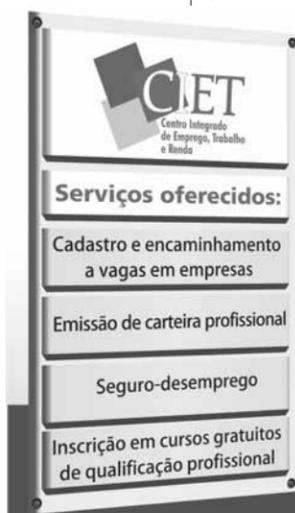 CIET
Centro Integrado
de Emprego, Trabalho
e Renda
Serviços oferecidos:
Cadastro e encaminhamento
a vagas em empresas
Emissão de carteira profissional
Seguro-desemprego
Inscrição em cursos gratuitos
de qualificação profissional